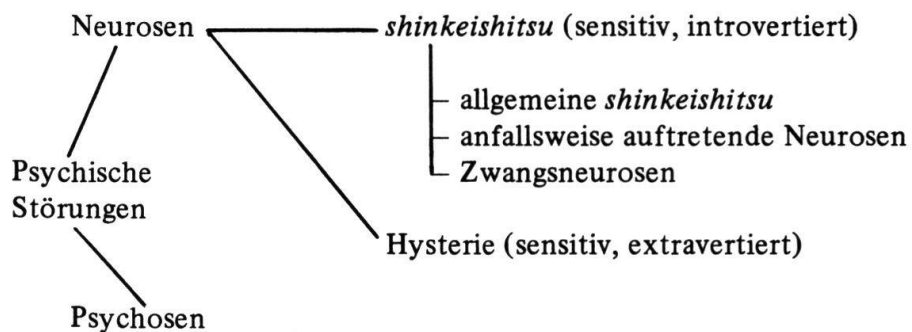 Neurosen shinkeishitsu (sensitiv, introvertiert)
allgemeine shinkeishitsu
anfallsweise auftretende Neurosen
Zwangsneurosen
Psychische
Störungen
Hysterie (sensitiv, extravertiert)
Psychosen